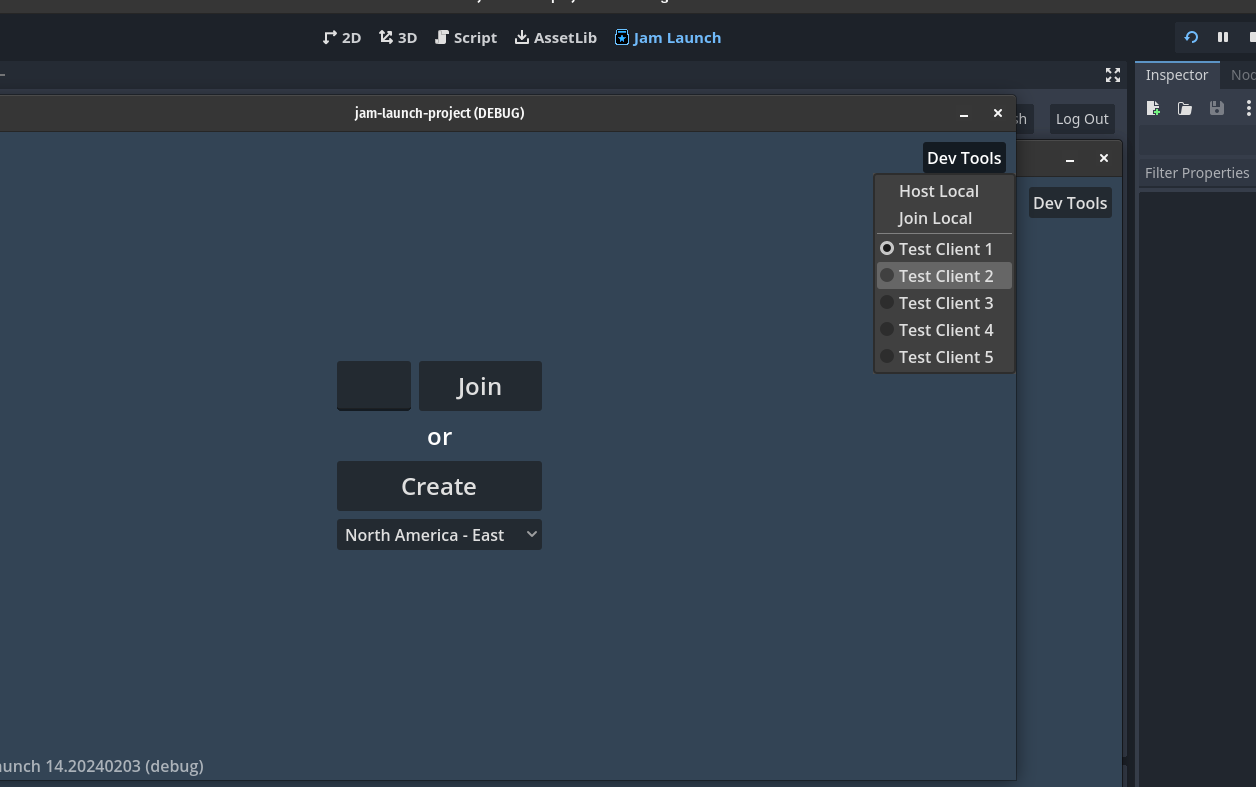 2D 3D Script AssetLib Jam Launch
Inspector
jam-launch-project (DEBUG)
Log Out
Dev Tools
Filter Properties
Host Local
Dev Tools
Join Local
Test Client 1
Test Client 2
Test Client 3
Test Client 4
Test Client 5
Join
or
Create
North America - East
14.20240203 (debug)